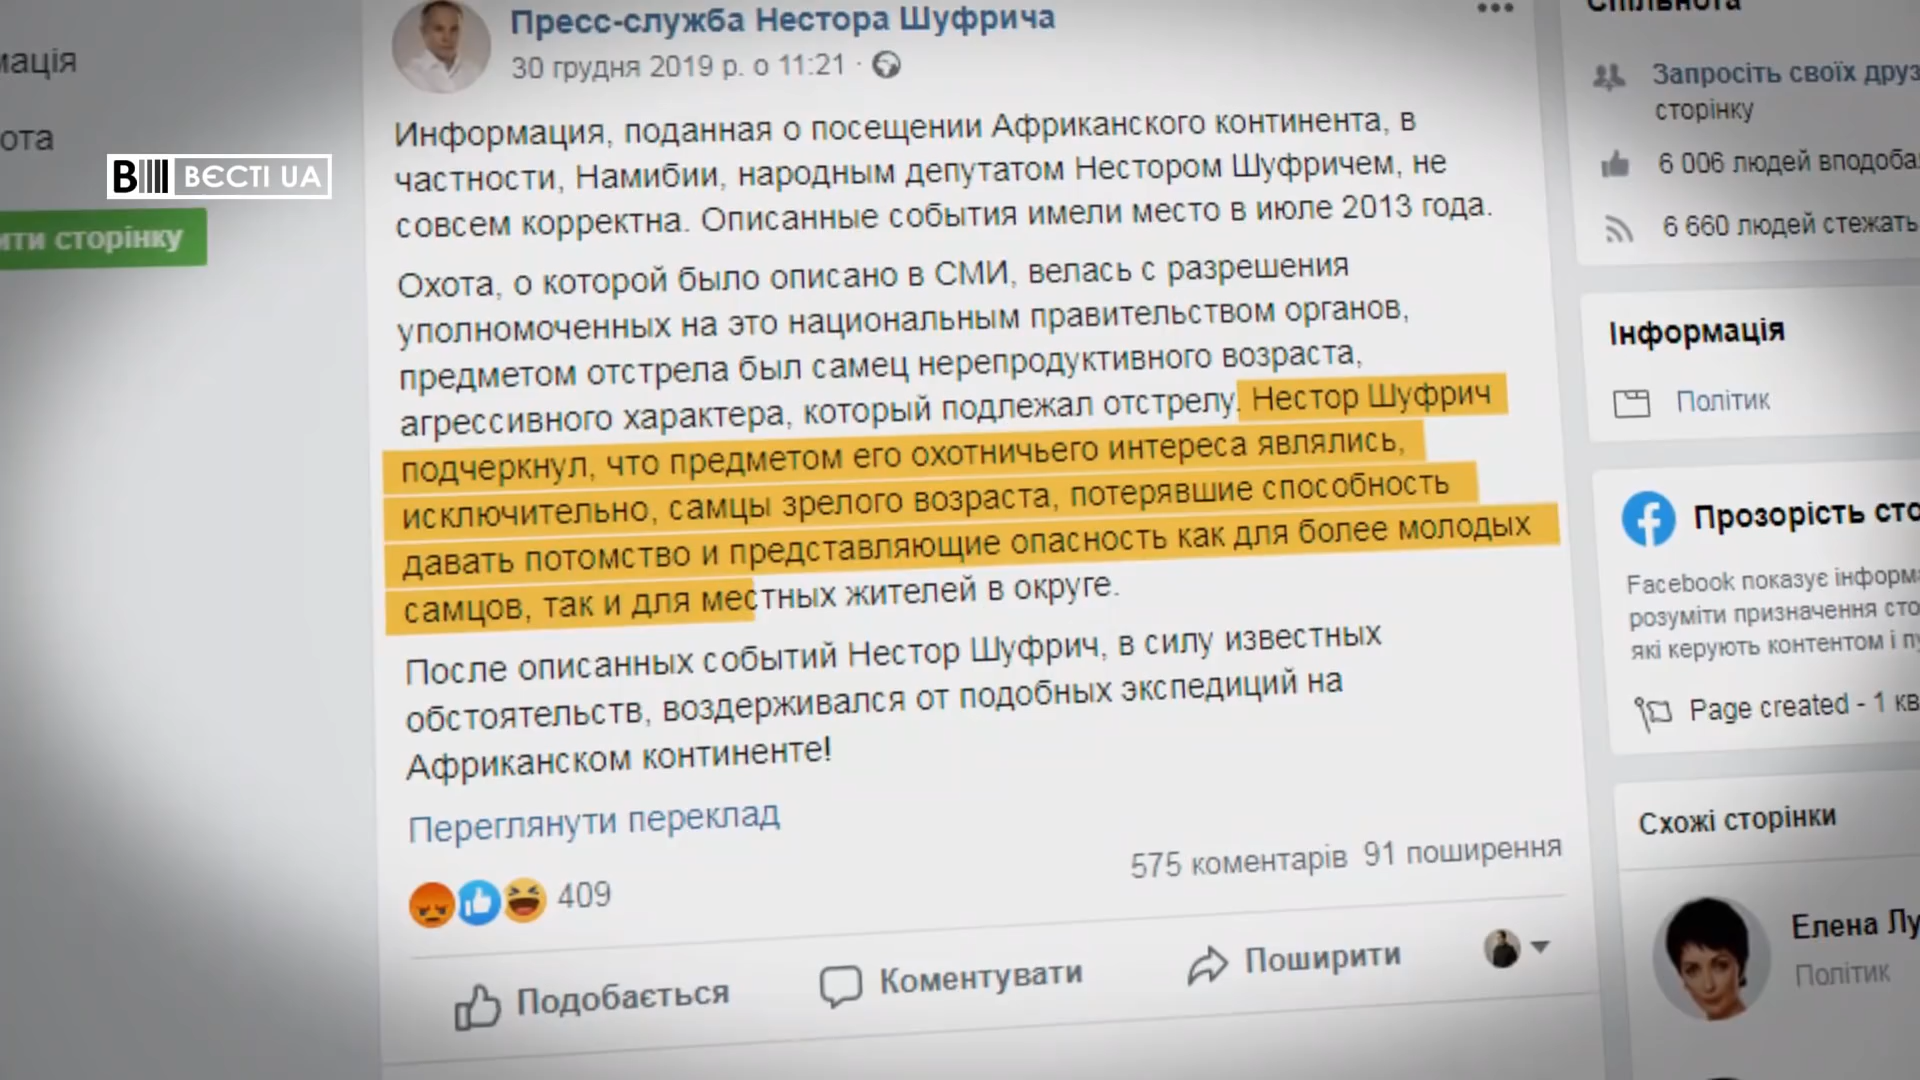 мація
ота
В ВЄСТІ UA
ити сторінку
Пресс-служба Нестора Шуфрича
30 грудня 2019 р. о 11:21 ·
Информация, поданная о посещении Африканского континента, в
частности, Намибии, народным депутатом Нестором Шуфричем, не
совсем корректна. Описанные события имели место в июле 2013 года.
Охота, о которой было описано в СМИ, велась с разрешения
уполномоченных на это национальным правительством органов,
предметом отстрела был самец нерепродуктивного возраста,
агрессивного характера, который подлежал отстрелу. Нестор Шуфрич
подчеркнул, что предметом его охотничьего интереса являлись,
исключительно, самцы зрелого возраста, потерявшие способность
давать потомство и представляющие опасность как для более молодых
самцов, так и для местных жителей в округе.
После описанных событий Нестор Шуфрич, в силу известных
обстоятельств, воздерживался от подобных экспедиций на
Африканском континенте!
Переглянути переклад
409
575 коментарів 91 поширення
Подобається
Коментувати
Поширити
Спільнота
Запросіть своїх друз
сторінку
6 006 людей вподоба
6 660 людей стежать
Інформація
Політик
Прозорість сто
Facebook показує інформа
розуміти призначення сто
які керують контентом і пу
Page created - 1 кв
Схожі сторінки
Елена Лу
Політик